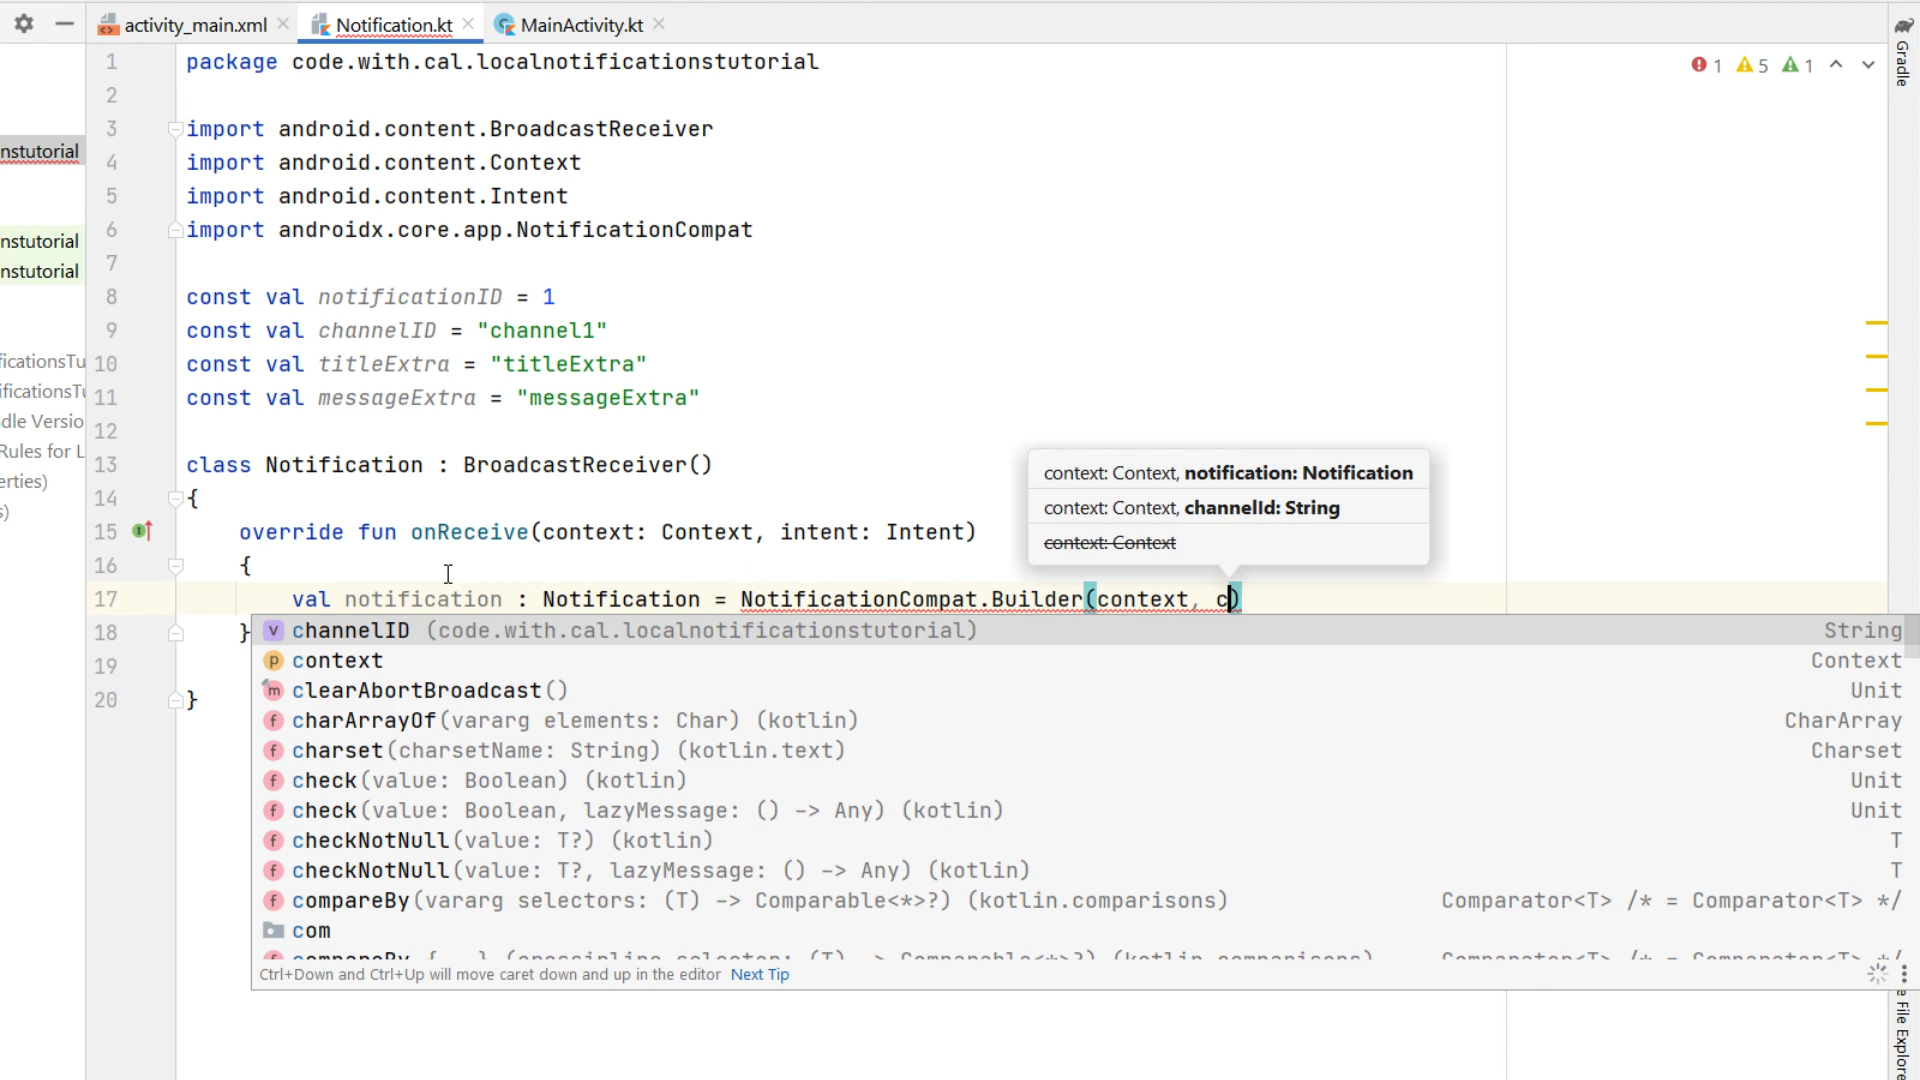 activity_main.xml Notification.kt MainActivity.kt
Gradle
1 5 1
nstutorial
nstutorial
nstutorial
ificationsTu
dle Versio
Rules for L
erties)
s)
1 package code.with.cal.localnotificationstutorial
2
3 import android.content.BroadcastReceiver
4 import android.content.Context
5 import android.content.Intent
6 import androidx.core.app.NotificationCompat
7
8 const val notificationID = 1
9 const val channelID = "channel1"
10 const val titleExtra = "titleExtra"
11 const val messageExtra = "messageExtra"
12
13 class Notification : BroadcastReceiver()
14 {
15 override fun onReceive(context: Context, intent: Intent)
16 {
17 val notification : Notification = NotificationCompat.Builder(context, c)
18 }
19
20 }
context: Context, notification: Notification
context: Context, channelId: String
context: Context
channelID (code.with.cal.localnotificationstutorial) String
context Context
clearAbortBroadcast() Unit
charArrayOf(vararg elements: Char) (kotlin) CharArray
charset(charsetName: String) (kotlin.text) Charset
check(value: Boolean) (kotlin) Unit
check(value: Boolean, lazyMessage: () -> Any) (kotlin) Unit
checkNotNull(value: T?) (kotlin) T
checkNotNull(value: T?, lazyMessage: () -> Any) (kotlin) T
compareBy(vararg selectors: (T) -> Comparable<*>?) (kotlin.comparisons) Comparator<T> /* = Comparator<T> */
com
Ctrl+Down and Ctrl+Up will move caret down and up in the editor Next Tip
e File Explore